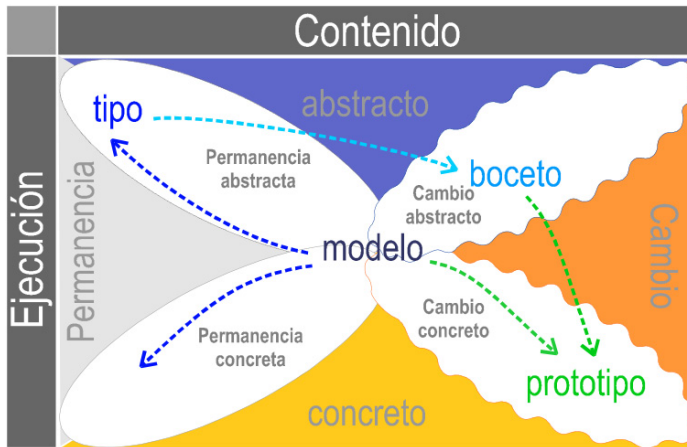 Contenido
Ejecución
Permanencia
abstracto
tipo
Permanencia
abstracta
boceto
Cambio
abstracto
modelo
Cambio
Permanencia
concreta
Cambio
concreto
prototipo
concreto